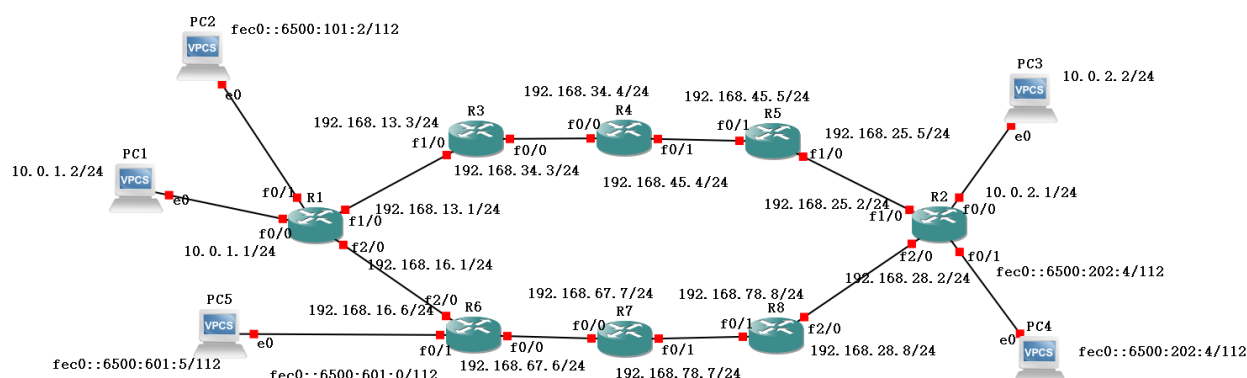 PC2
fec0::6500:101:2/112
VPCS
e0
PC3
10.0.2.2/24
VPCS
e0
192.168.34.4/24
192.168.45.5/24
192.168.13.3/24
R3
f0/0
R4
f0/1
R5
192.168.25.5/24
f1/0
f0/0
f0/1
f1/0
192.168.34.3/24
192.168.45.4/24
PC1
10.0.1.2/24
VPCS
e0
f0/1
R1
f1/0
192.168.13.1/24
f0/0
f2/0
10.0.1.1/24
192.168.16.1/24
10.0.2.1/24
192.168.25.2/24
R2
f1/0
f0/0
f2/0
f0/1
192.168.28.2/24
fec0::6500:202:4/112
PC5
VPCS
e0
192.168.16.6/24
f2/0
R6
192.168.67.7/24
192.168.78.8/24
f0/0
R7
f0/1
R8
f2/0
f0/1
f0/0
f0/1
192.168.28.8/24
fec0::6500:601:5/112
fec0::6500:601:0/112
192.168.67.6/24
192.168.78.7/24
e0
PC4
VPCS
fec0::6500:202:4/112